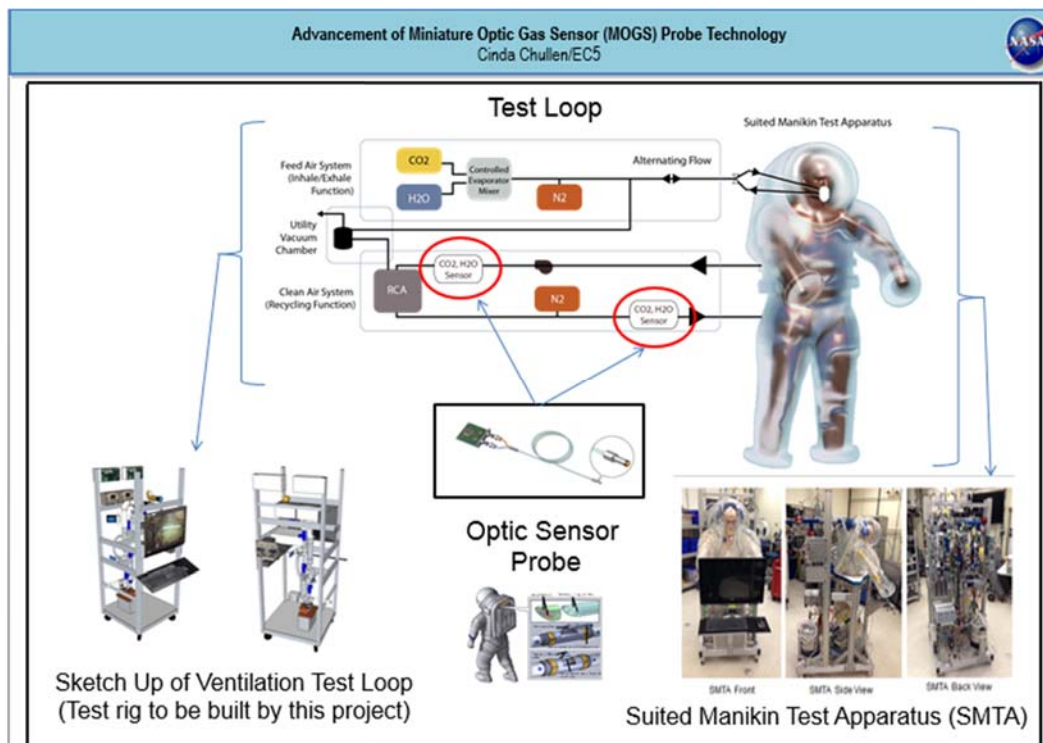 Advancement of Miniature Optic Gas Sensor (MOGS) Probe Technology
Cinda Chullen/EC5
NASA
Test Loop
Suited Manikin Test Apparatus
Feed Air System
(Inhale/Exhale
Function)
CO2
H2O
Controlled
Evaporator
Mixer
N2
Alternating Flow
Utility
Vacuum
Chamber
Clean Air System
(Recycling Function)
RCA
CO2, H2O
Sensor
N2
CO2, H2O
Sensor
Optic Sensor
Probe
Sketch Up of Ventilation Test Loop
(Test rig to be built by this project)
SMTA Front
SMTA Side View
SMTA Back View
Suited Manikin Test Apparatus (SMTA)